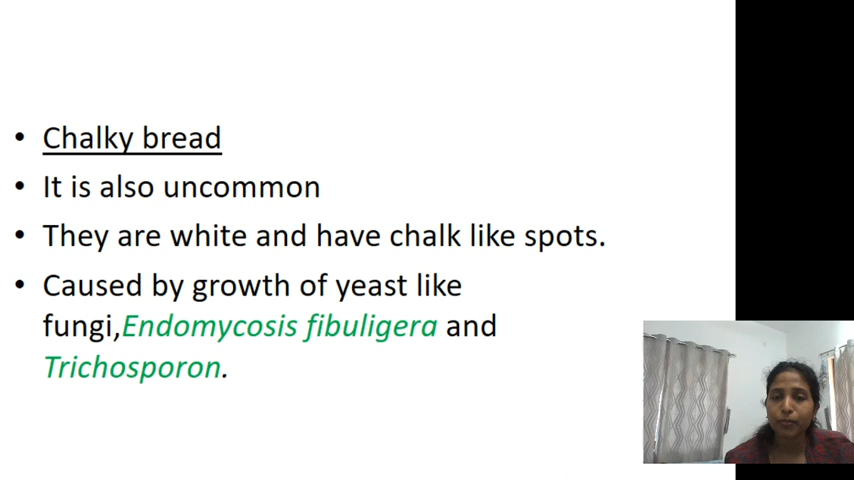 • Chalky bread
• It is also uncommon
• They are white and have chalk like spots.
• Caused by growth of yeast like
fungi,Endomycosis fibuligera and
Trichosporon.